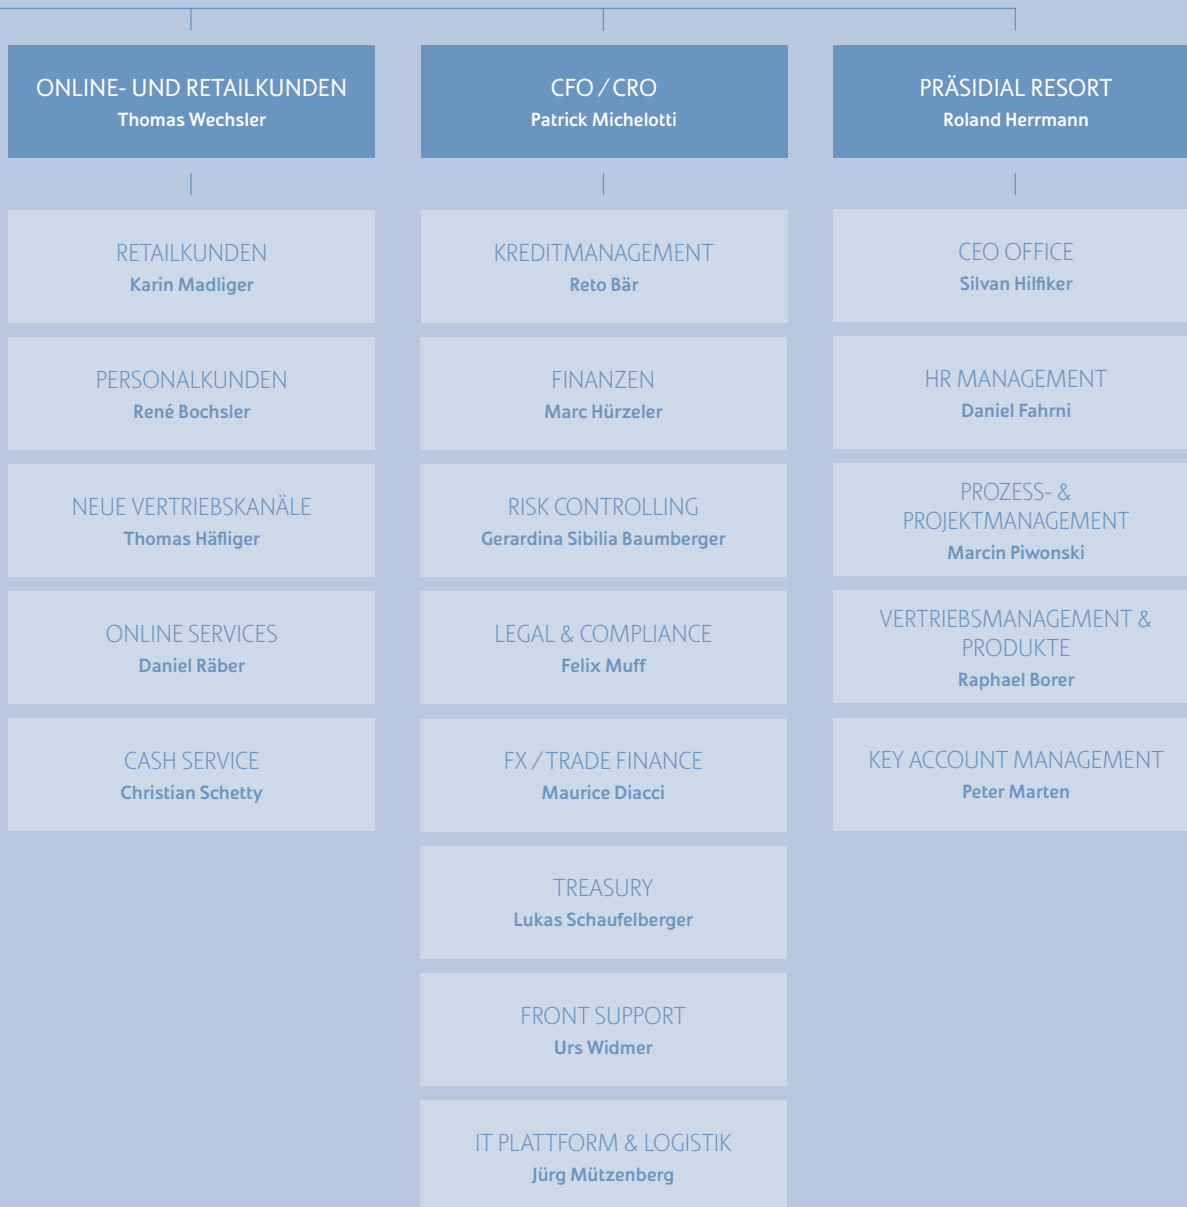 ONLINE- UND RETAILKUNDEN
Thomas Wechsler
RETAILKUNDEN
Karin Madliger
PERSONALKUNDEN
René Bochsler
NEUE VERTRIEBSKANÄLE
Thomas Häfliger
ONLINE SERVICES
Daniel Räber
CASH SERVICE
Christian Schetty
CFO / CRO
Patrick Michelotti
KREDITMANAGEMENT
Reto Bär
FINANZEN
Marc Hürzeler
RISK CONTROLLING
Gerardina Sibilia Baumberger
LEGAL & COMPLIANCE
Felix Muff
FX / TRADE FINANCE
Maurice Diacci
TREASURY
Lukas Schaufelberger
FRONT SUPPORT
Urs Widmer
IT PLATTFORM & LOGISTIK
Jürg Mützenberg
PRÄSIDIAL RESORT
Roland Herrmann
CEO OFFICE
Silvan Hilfiker
HR MANAGEMENT
Daniel Fahrni
PROZESS- &
PROJEKTMANAGEMENT
Marcin Piwonski
VERTRIEBSMANAGEMENT &
PRODUKTE
Raphael Borer
KEY ACCOUNT MANAGEMENT
Peter Marten